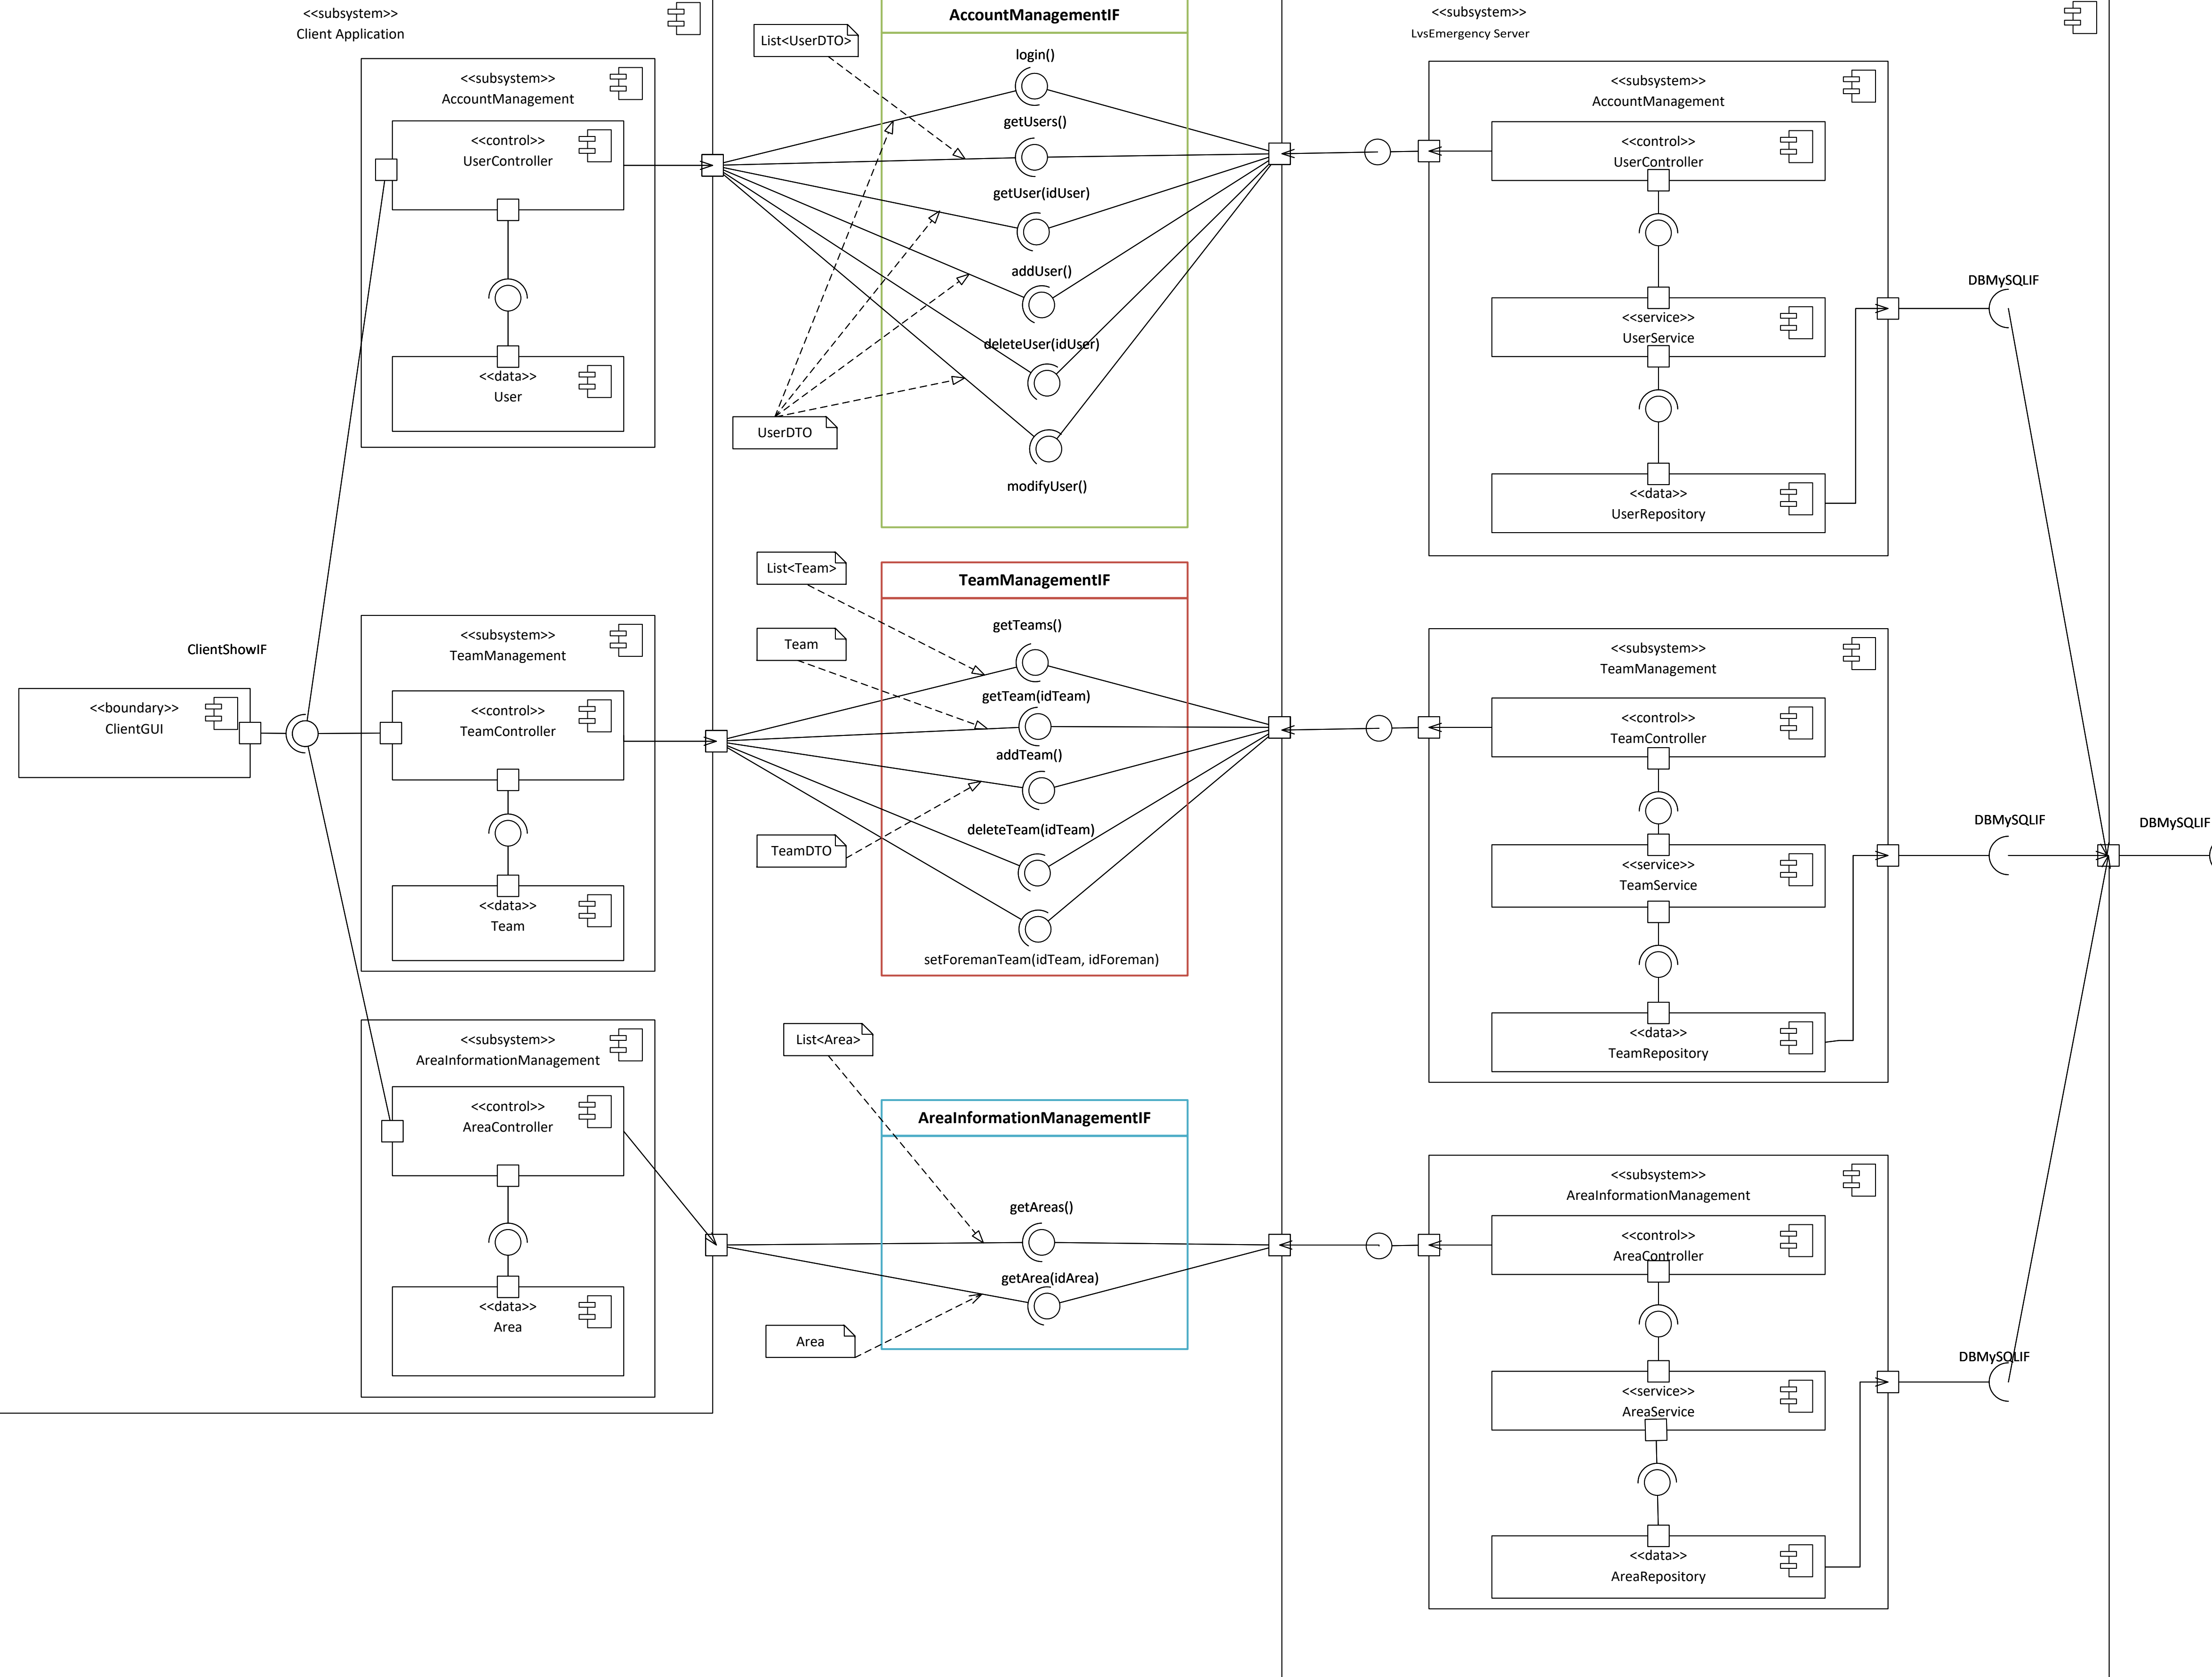 <<subsystem>>
Client Application
<<subsystem>>
AccountManagement
<<control>>
UserController
<<data>>
User
<<subsystem>>
TeamManagement
<<control>>
TeamController
<<data>>
Team
ClientShowIF
<<boundary>>
ClientGUI
<<subsystem>>
AreaInformationManagement
<<control>>
AreaController
<<data>>
Area
AccountManagementIF
List<UserDTO>
login()
getUsers()
getUser(idUser)
addUser()
deleteUser(idUser)
UserDTO
modifyUser()
List<Team>
TeamManagementIF
getTeams()
Team
getTeam(idTeam)
addTeam()
deleteTeam(idTeam)
TeamDTO
setForemanTeam(idTeam, idForeman)
List<Area>
AreaInformationManagementIF
getAreas()
getArea(idArea)
Area
<<subsystem>>
LvsEmergency Server
<<subsystem>>
AccountManagement
<<control>>
UserController
<<service>>
UserService
<<data>>
UserRepository
DBMySQLIF
<<subsystem>>
TeamManagement
<<control>>
TeamController
<<service>>
TeamService
<<data>>
TeamRepository
DBMySQLIF
DBMySQLIF
<<subsystem>>
AreaInformationManagement
<<control>>
AreaController
<<service>>
AreaService
<<data>>
AreaRepository
DBMySQLIF